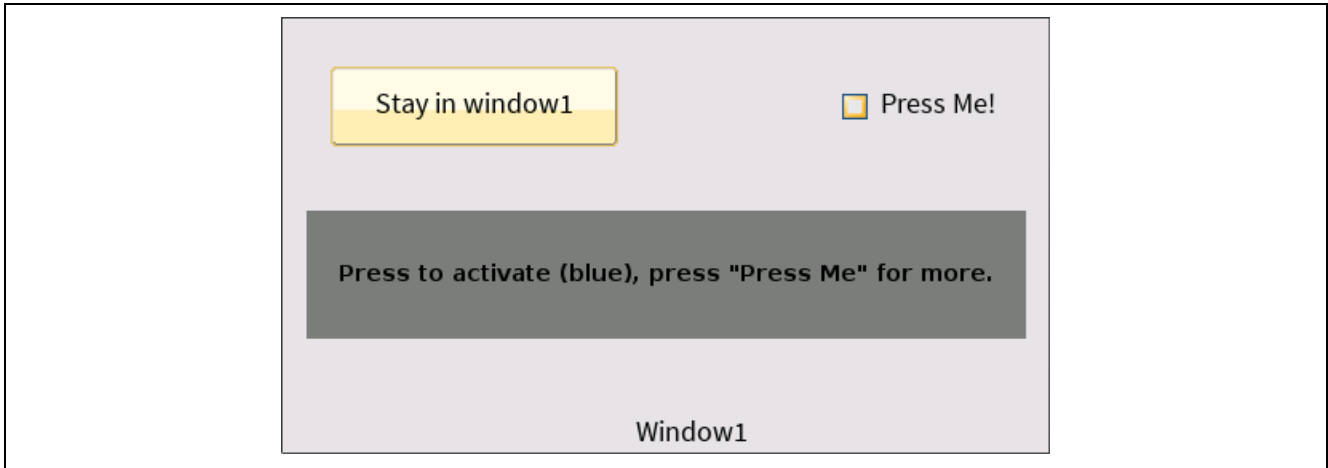 Stay in window1
Press Me!
Press to activate (blue), press "Press Me" for more.
Window1